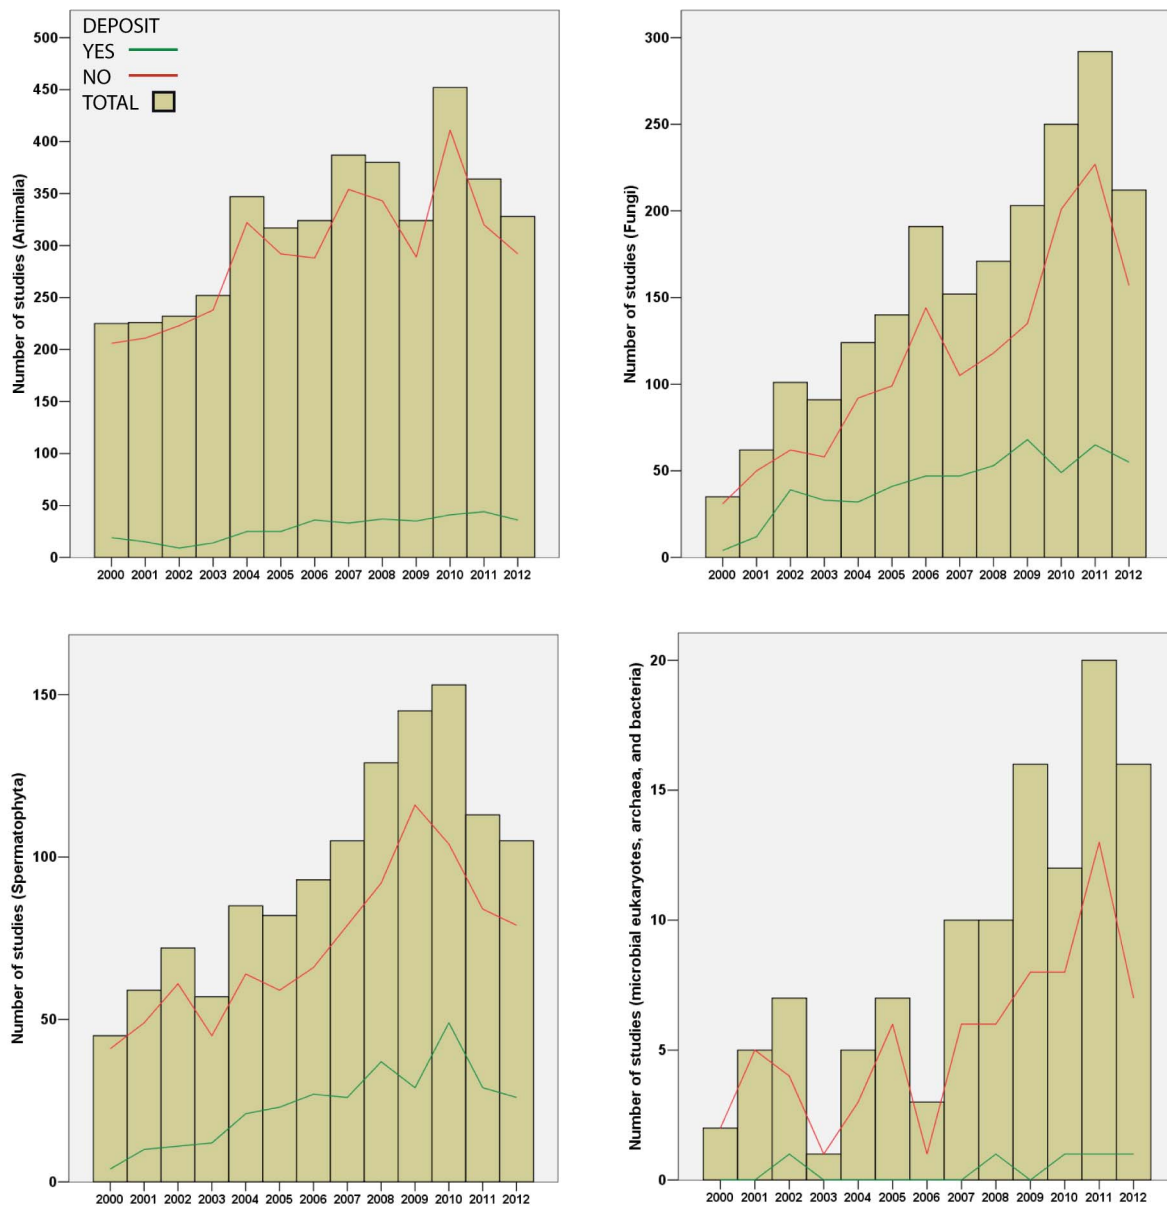 DEPOSIT
YES
NO
TOTAL
Number of studies (Animalia)
500
450
400
350
300
250
200
150
100
50
0
2000 2001 2002 2003 2004 2005 2006 2007 2008 2009 2010 2011 2012
Number of studies (Fungi)
300
250
200
150
100
50
0
2000 2001 2002 2003 2004 2005 2006 2007 2008 2009 2010 2011 2012
Number of studies (Spermatophyta)
150
100
50
0
2000 2001 2002 2003 2004 2005 2006 2007 2008 2009 2010 2011 2012
Number of studies (microbial eukaryotes, archaea, and bacteria)
20
15
10
5
0
2000 2001 2002 2003 2004 2005 2006 2007 2008 2009 2010 2011 2012